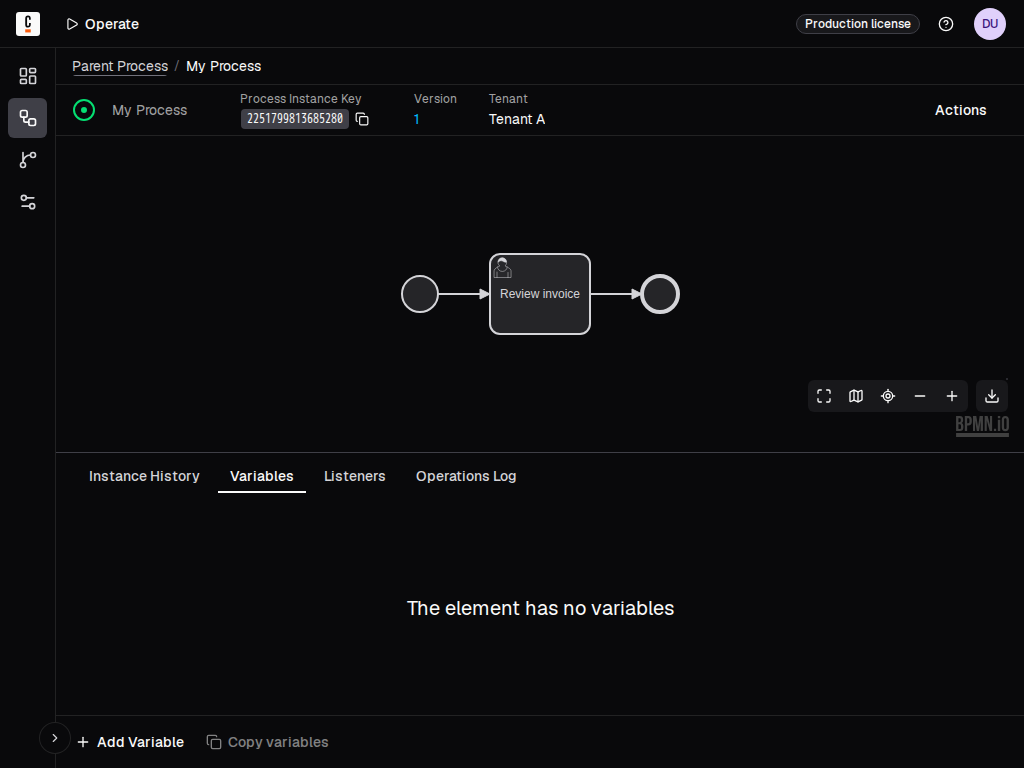 C
Operate
Production license
DU
Parent Process / My Process
My Process
Process Instance Key
2251799813685280
Version
1
Tenant
Tenant A
Actions
Review invoice
BPMN.iO
Instance History
Variables
Listeners
Operations Log
The element has no variables
Add Variable
Copy variables